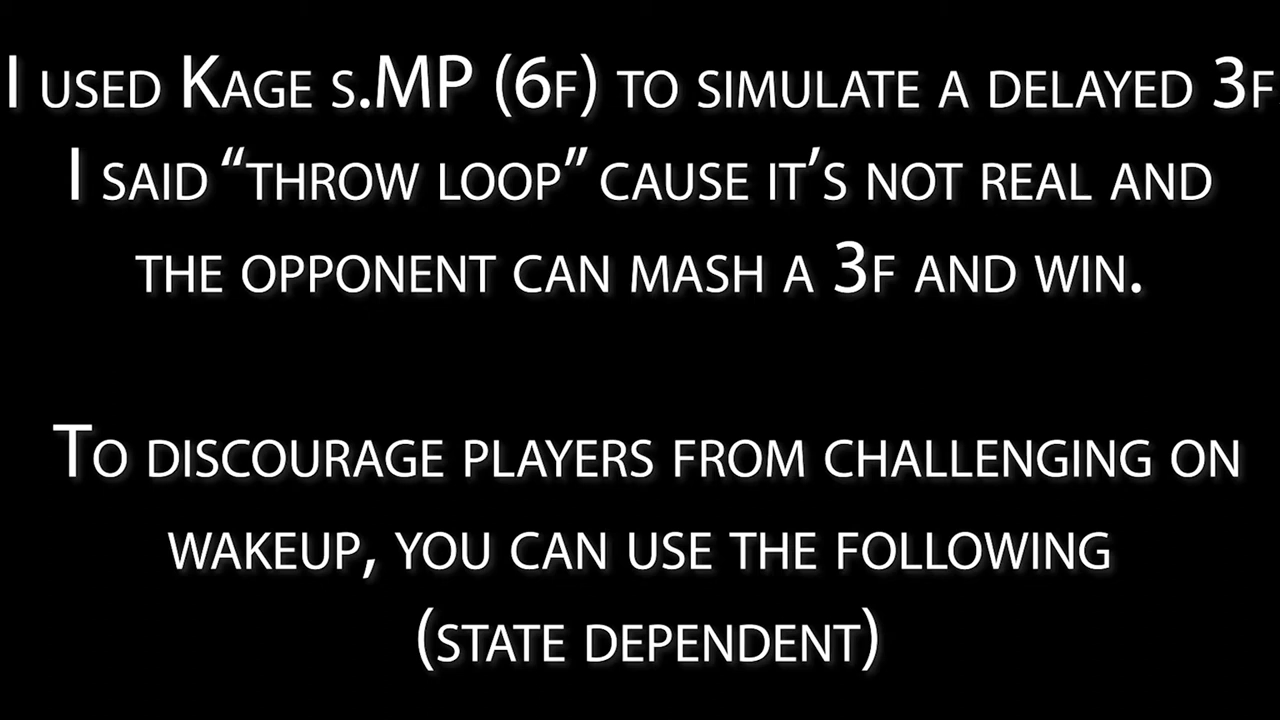 I used Kage s.MP (6f) to simulate a delayed 3f
I said “throw loop” cause it’s not real and
the opponent can mash a 3f and win.
To discourage players from challenging on
wakeup, you can use the following
(state dependent)